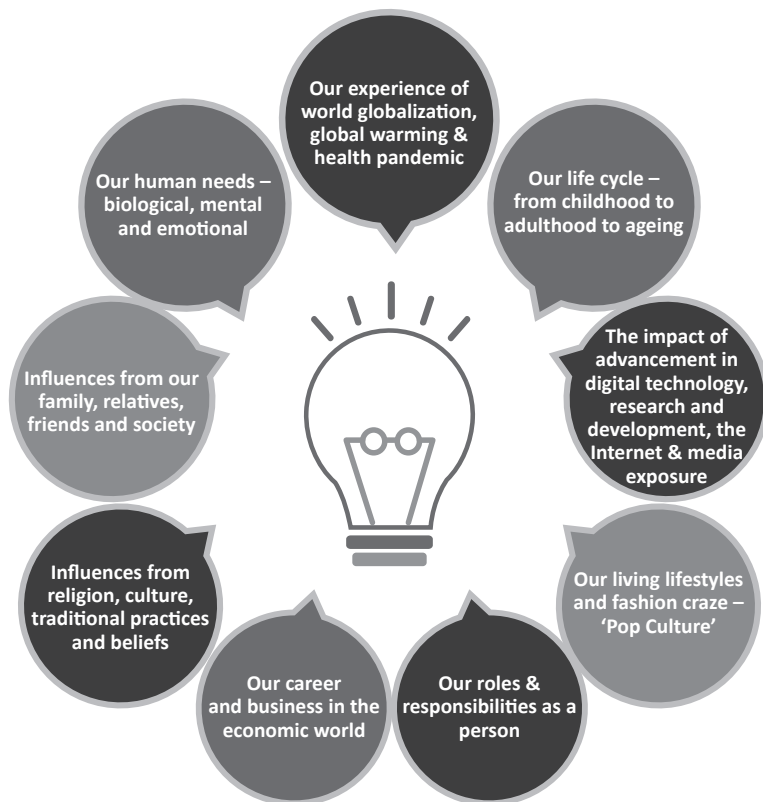 Our experience of
world globalization,
global warming &
health pandemic
Our life cycle –
from childhood to
adulthood to ageing
The impact of
advancement in
digital technology,
research and
development, the
Internet & media
exposure
Our living lifestyles
and fashion craze –
‘Pop Culture’
Our roles &
responsibilities as a
person
Our career
and business in the
economic world
Influences from
religion, culture,
traditional practices
and beliefs
Influences from our
family, relatives,
friends and society
Our human needs –
biological, mental
and emotional